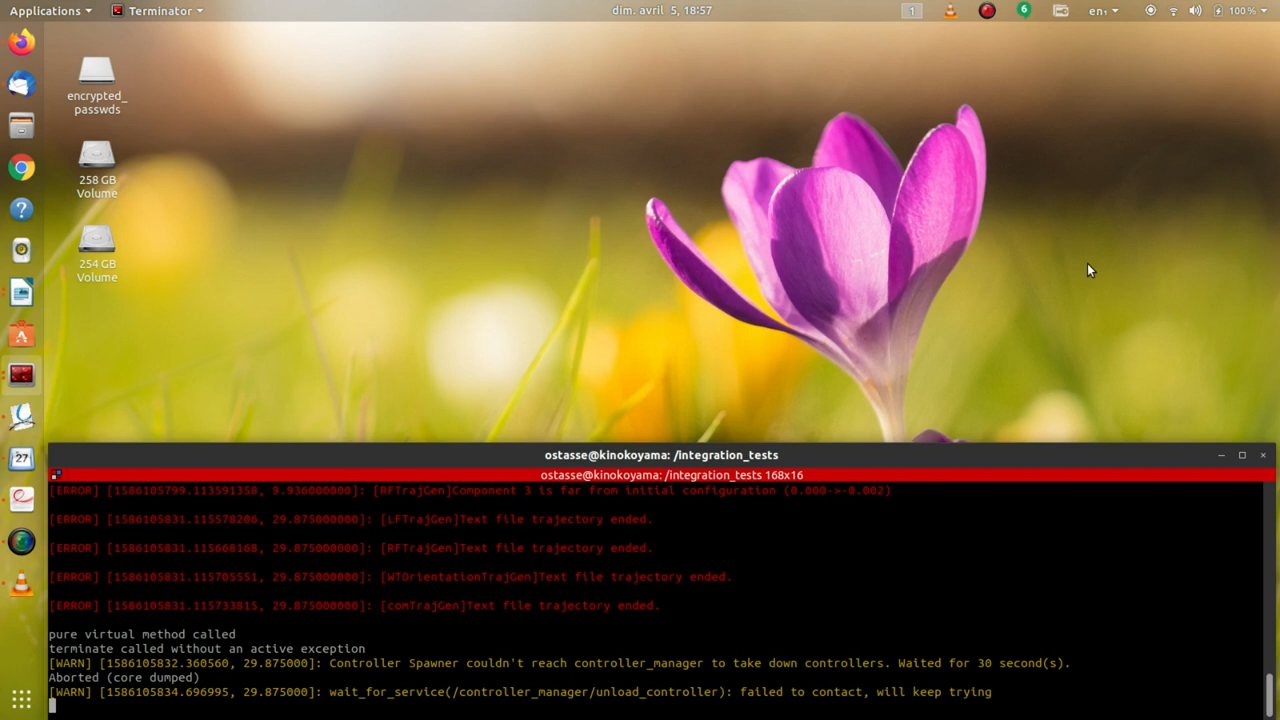 Applications
Terminator
dim. avril 5, 18:57
1
6
en₁
100 %
encrypted_
passwds
258 GB
Volume
254 GB
Volume
27
ostasse@kinokoyama: /integration_tests
ostasse@kinokoyama: /integration_tests 168x16
[ERROR] [1586105799.113591358, 9.936000000]: [RFTrajGen]Component 3 is far from initial configuration (0.000->-0.002)
[ERROR] [1586105831.115578206, 29.875000000]: [LFTrajGen]Text file trajectory ended.
[ERROR] [1586105831.115668168, 29.875000000]: [RFTrajGen]Text file trajectory ended.
[ERROR] [1586105831.115705551, 29.875000000]: [WTOrientationTrajGen]Text file trajectory ended.
[ERROR] [1586105831.115733815, 29.875000000]: [comTrajGen]Text file trajectory ended.
pure virtual method called
terminate called without an active exception
[WARN] [1586105832.360560, 29.875000]: Controller Spawner couldn't reach controller_manager to take down controllers. Waited for 30 second(s).
Aborted (core dumped)
[WARN] [1586105834.696995, 29.875000]: wait_for_service(/controller_manager/unload_controller): failed to contact, will keep trying